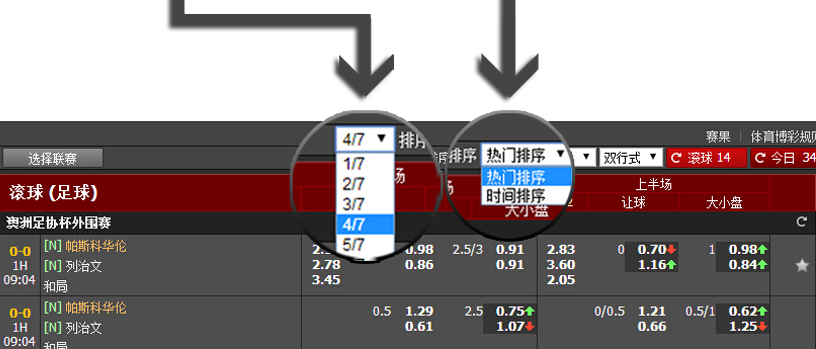 赛果 | 体育博彩规则
4/7 排序
排序 热门排序
双行式
滚球 14
今日 34
选择联赛
1/7
2/7
3/7
4/7
5/7
热门排序
时间排序
滚球 (足球)
场
场
大小盘
上半场
让球
大小盘
澳洲足协杯外围赛
0-0
1H
09:04
[N] 帕斯科华伦
[N] 列治文
和局
2.78
3.45
0.98
0.86
2.5/3 0.91
0.91
2.83
3.60
2.05
0 0.70
1.16
1 0.98
0.84
0-0
1H
09:04
[N] 帕斯科华伦
[N] 列治文
和局
0.5 1.29
0.61
2.5 0.75
1.07
0/0.5 1.21
0.66
0.5/1 0.62
1.25